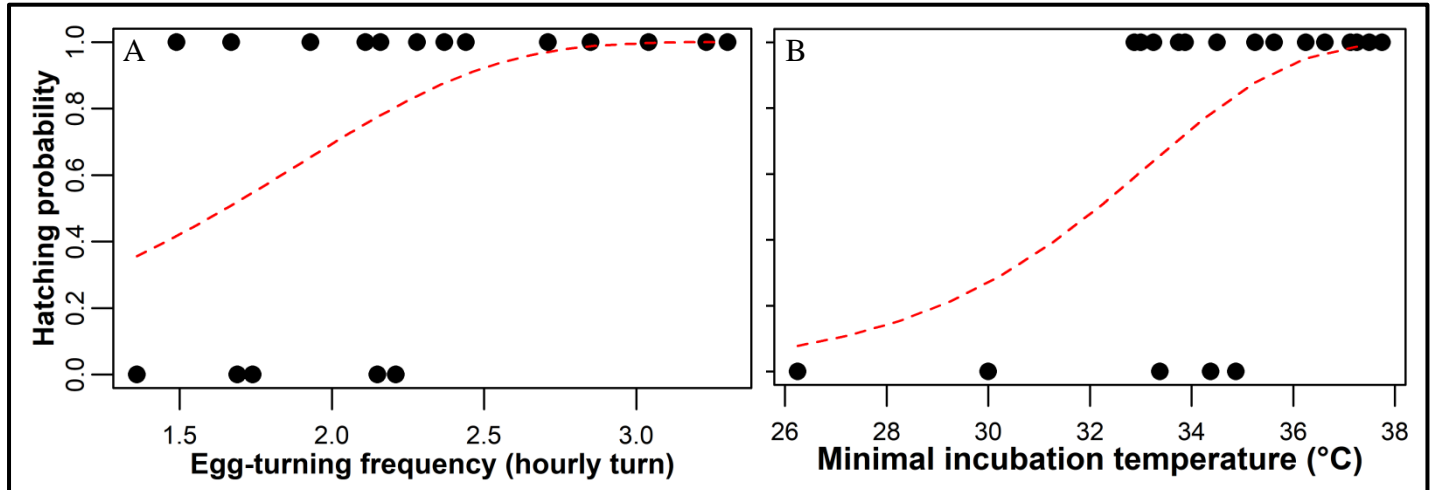 A
Hatching probability
0.0 0.2 0.4 0.6 0.8 1.0
1.5 2.0 2.5 3.0
Egg-turning frequency (hourly turn)
B
26 28 30 32 34 36 38
Minimal incubation temperature (°C)